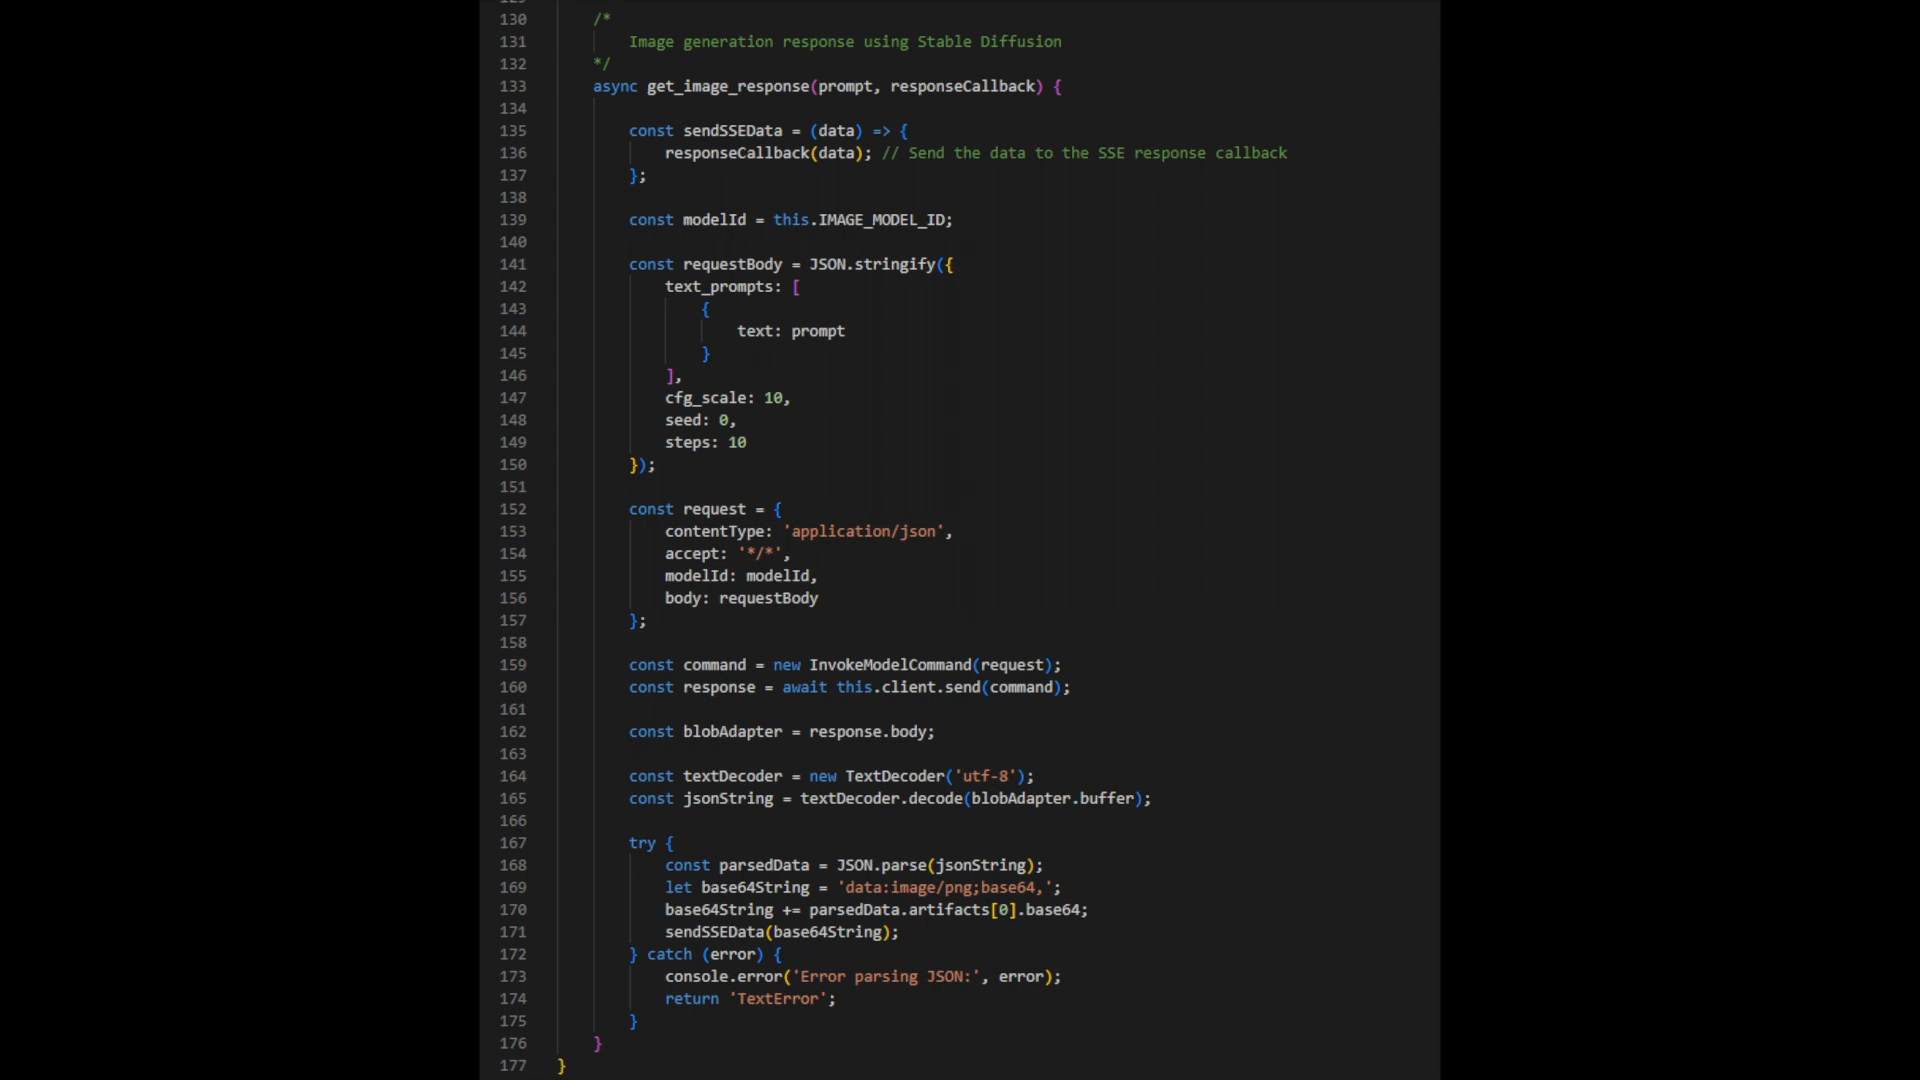 130 /*
131 Image generation response using Stable Diffusion
132 */
133 async get_image_response(prompt, responseCallback) {
134
135 const sendSSEData = (data) => {
136 responseCallback(data); // Send the data to the SSE response callback
137 };
138
139 const modelId = this.IMAGE_MODEL_ID;
140
141 const requestBody = JSON.stringify({
142 text_prompts: [
143 {
144 text: prompt
145 }
146 ],
147 cfg_scale: 10,
148 seed: 0,
149 steps: 10
150 });
151
152 const request = {
153 contentType: 'application/json',
154 accept: '*/*',
155 modelId: modelId,
156 body: requestBody
157 };
158
159 const command = new InvokeModelCommand(request);
160 const response = await this.client.send(command);
161
162 const blobAdapter = response.body;
163
164 const textDecoder = new TextDecoder('utf-8');
165 const jsonString = textDecoder.decode(blobAdapter.buffer);
166
167 try {
168 const parsedData = JSON.parse(jsonString);
169 let base64String = 'data:image/png;base64,';
170 base64String += parsedData.artifacts[0].base64;
171 sendSSEData(base64String);
172 } catch (error) {
173 console.error('Error parsing JSON:', error);
174 return 'TextError';
175 }
176 }
177 }